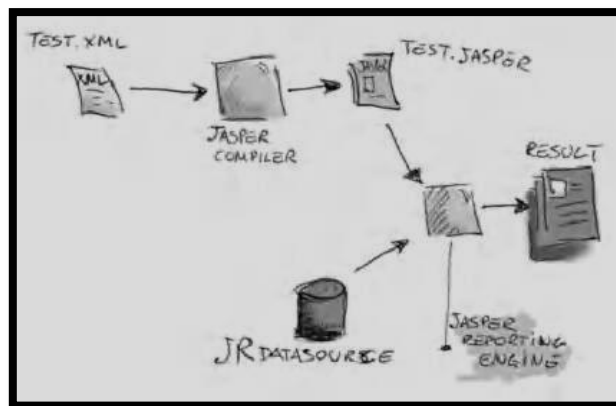 TEST.XML
XML
JASPER
COMPILER
TEST.JASPER
RESULT
JR DATASOURCE
JASPER
REPORTING
ENGINE